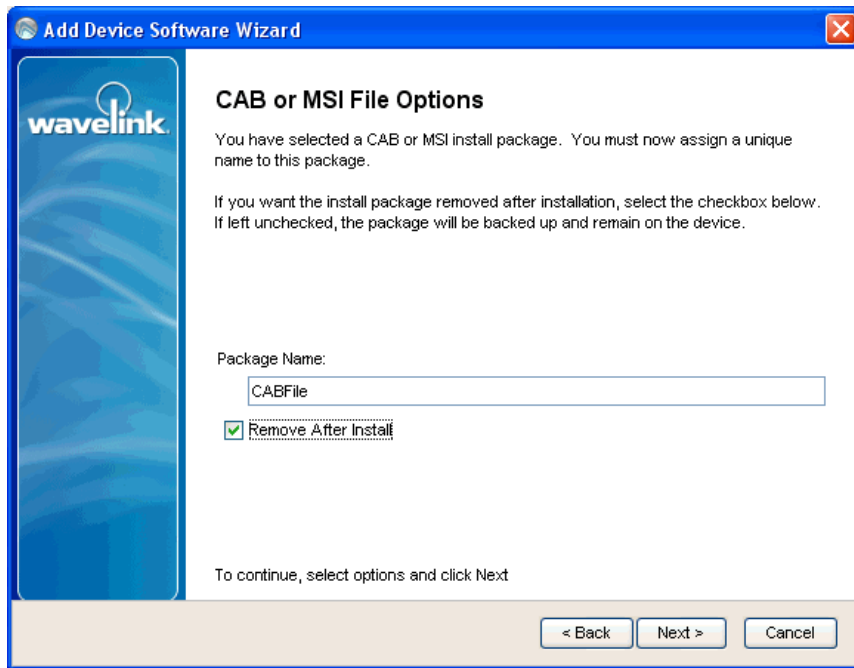 Add Device Software Wizard
wavelink.
CAB or MSI File Options
You have selected a CAB or MSI install package. You must now assign a unique
name to this package.
If you want the install package removed after installation, select the checkbox below.
If left unchecked, the package will be backed up and remain on the device.
Package Name:
CABFile
Remove After Install
To continue, select options and click Next
< Back Next > Cancel